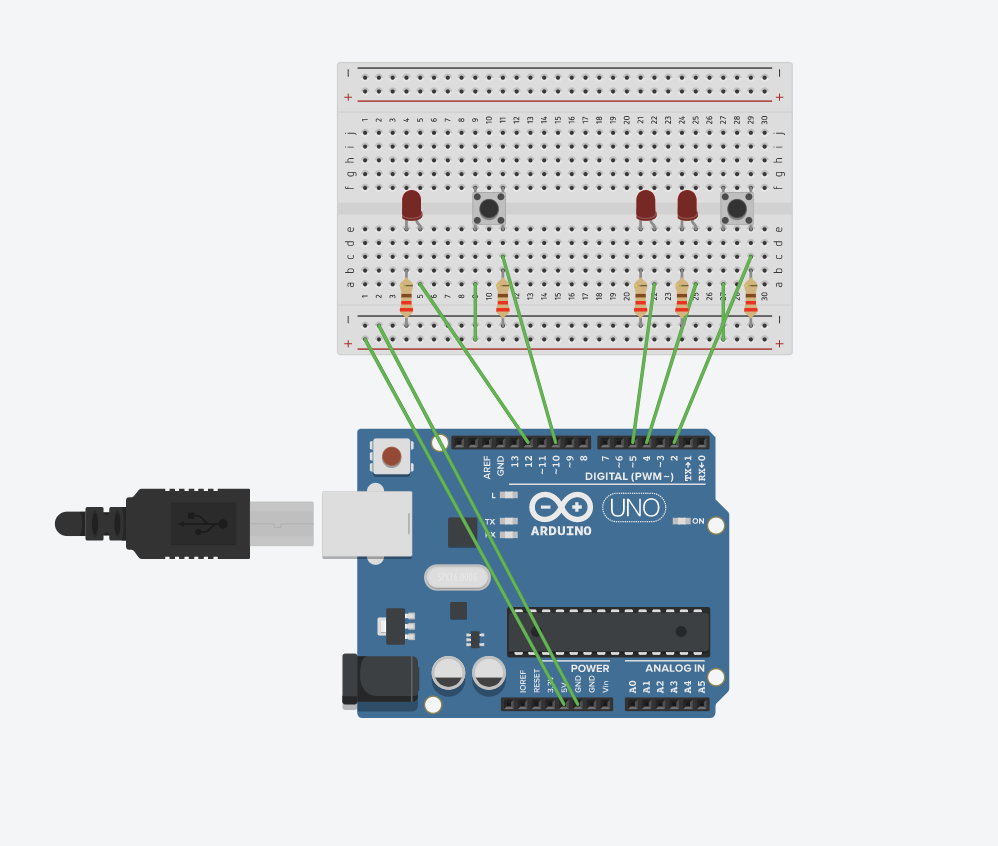 − −
+ +
1 2 3 4 5 6 7 8 9 10 11 12 13 14 15 16 17 18 19 20 21 22 23 24 25 26 27 28 29 30
j j
i i
h h
g g
f f
e e
d d
c c
b b
a a
1 2 3 4 5 6 7 8 10 12 13 14 15 16 17 18 19 20 21 22 23 24 26 27 28 29 30
− −
+ +
AREF GND 13 12 ~11 ~10 ~9 8 7 ~6 ~5 4 ~3 2 TX→1 RX←0
DIGITAL (PWM~)
L
UNO
TX ON
RX
ARDUINO
POWER ANALOG IN
IOREF RESET 3.3V 5V GND GND Vin A0 A1 A2 A3 A4 A5